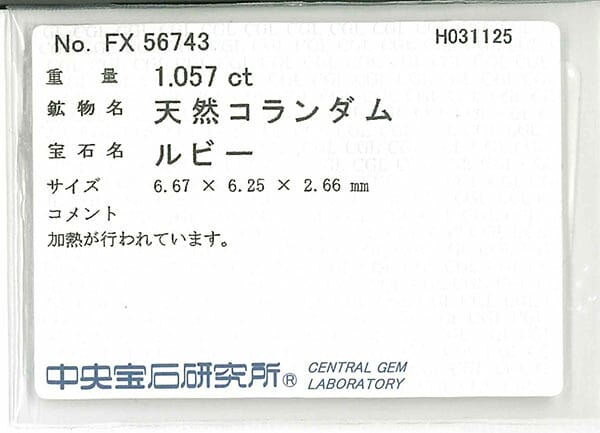 No. FX 56743
H031125
重量 1.057 ct
鉱物名 天然コランダム
宝石名 ルビー
サイズ 6.67 × 6.25 × 2.66 mm
コメント
加熱が行われています。
中央宝石研究所® CENTRAL GEM
LABORATORY